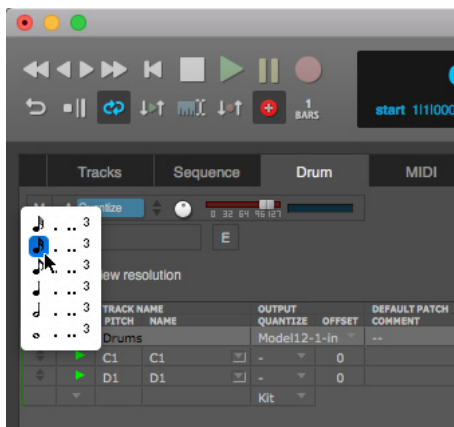 1
BARS
start 1|1|000
Tracks Sequence Drum MIDI
0 32 64 96 127
E
3
3
3
3
3
3
resolution
TRACK NAME OUTPUT DEFAULT PATCH
PITCH NAME QUANTIZE OFFSET COMMENT
Drums Model12-1-in --
C1 C1 - 0
D1 D1 - 0
Kit